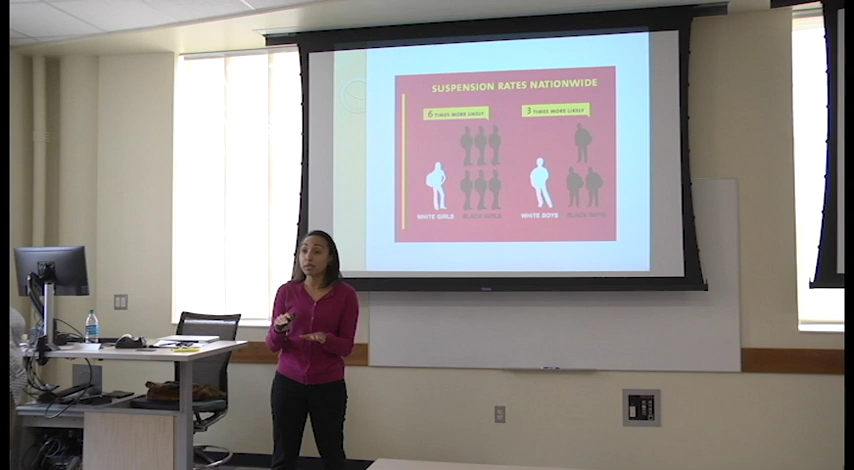 SUSPENSION RATES NATIONWIDE
6 TIMES MORE LIKELY
3 TIMES MORE LIKELY
WHITE GIRLS BLACK GIRLS WHITE BOYS BLACK BOYS